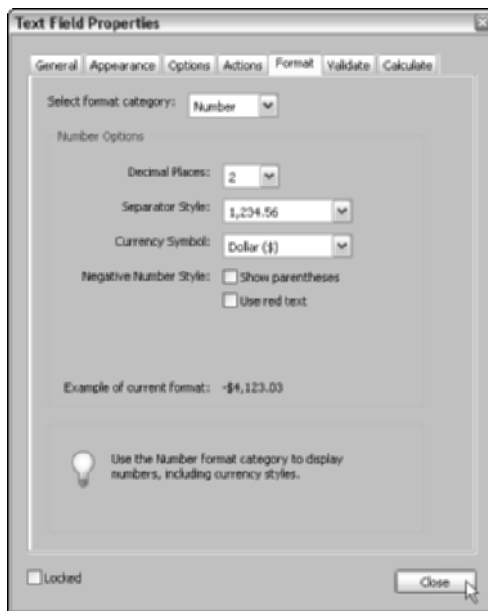 Text Field Properties
General Appearance Options Actions Format Validate Calculate
Select format category: Number
Number Options
Decimal Places: 2
Separator Style: 1,234.56
Currency Symbol: Dollar ($)
Negative Number Style: Show parentheses
Use red text
Example of current format: -$4,123.03
Use the Number format category to display
numbers, including currency styles.
Locked
Close